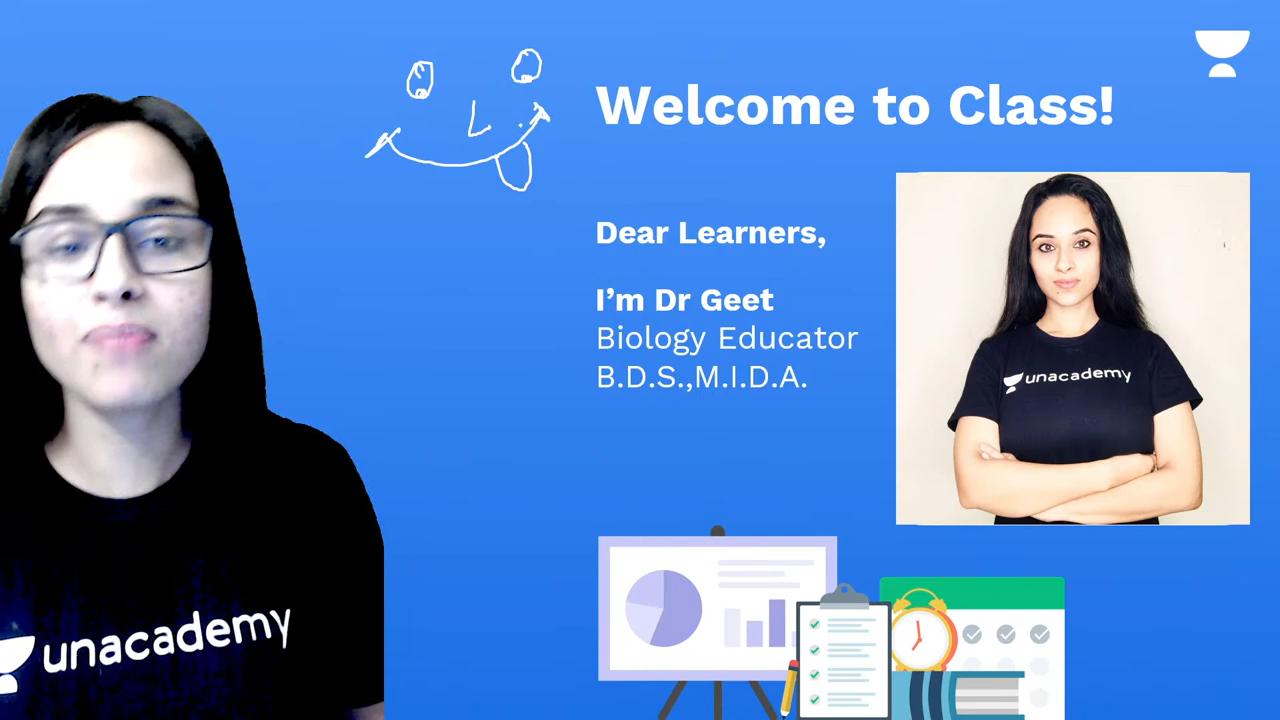 Welcome to Class!
Dear Learners,
I’m Dr Geet
Biology Educator
B.D.S.,M.I.D.A.
unacademy
unacademy